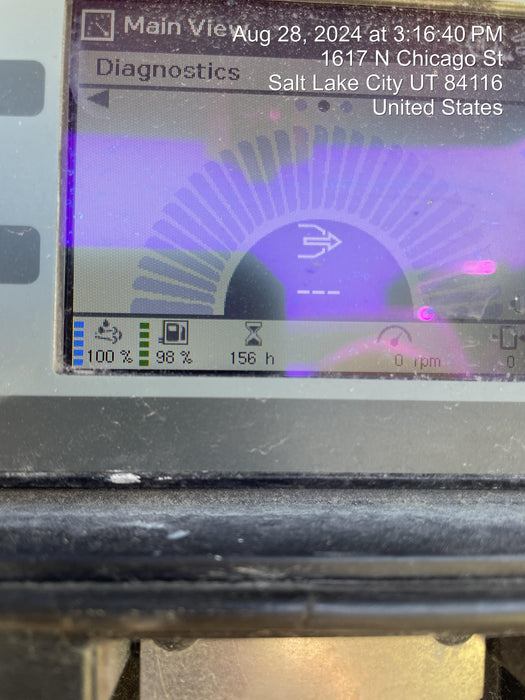 Main View
Aug 28, 2024 at 3:16:40 PM
1617 N Chicago St
Diagnostics
Salt Lake City UT 84116
United States
---
100 % 98 % 156 h 0 rpm 0